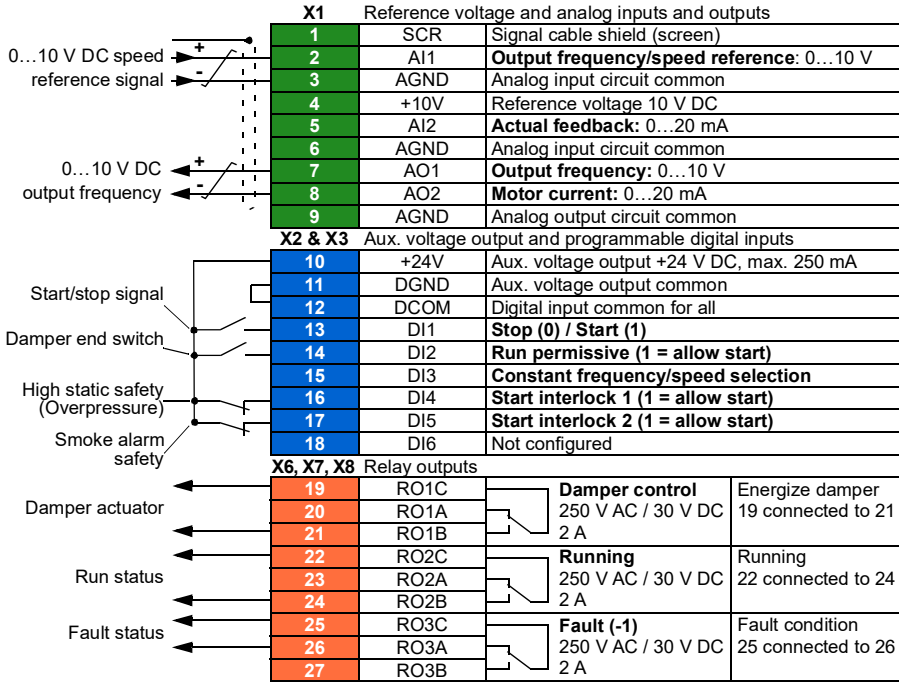 X1 Reference voltage and analog inputs and outputs
1 SCR Signal cable shield (screen)
0…10 V DC speed + 2 AI1 Output frequency/speed reference: 0…10 V
reference signal - 3 AGND Analog input circuit common
4 +10V Reference voltage 10 V DC
5 AI2 Actual feedback: 0…20 mA
6 AGND Analog input circuit common
0…10 V DC + 7 AO1 Output frequency: 0…10 V
output frequency - 8 AO2 Motor current: 0…20 mA
9 AGND Analog output circuit common
X2 & X3 Aux. voltage output and programmable digital inputs
10 +24V Aux. voltage output +24 V DC, max. 250 mA
Start/stop signal 11 DGND Aux. voltage output common
12 DCOM Digital input common for all
Damper end switch 13 DI1 Stop (0) / Start (1)
14 DI2 Run permissive (1 = allow start)
15 DI3 Constant frequency/speed selection
High static safety 16 DI4 Start interlock 1 (1 = allow start)
(Overpressure) 17 DI5 Start interlock 2 (1 = allow start)
Smoke alarm 18 DI6 Not configured
safety
X6, X7, X8 Relay outputs
19 RO1C Damper control Energize damper
Damper actuator 20 RO1A 250 V AC / 30 V DC 19 connected to 21
21 RO1B 2 A
22 RO2C Running Running
Run status 23 RO2A 250 V AC / 30 V DC 22 connected to 24
24 RO2B 2 A
Fault status 25 RO3C Fault (-1) Fault condition
26 RO3A 250 V AC / 30 V DC 25 connected to 26
27 RO3B 2 A